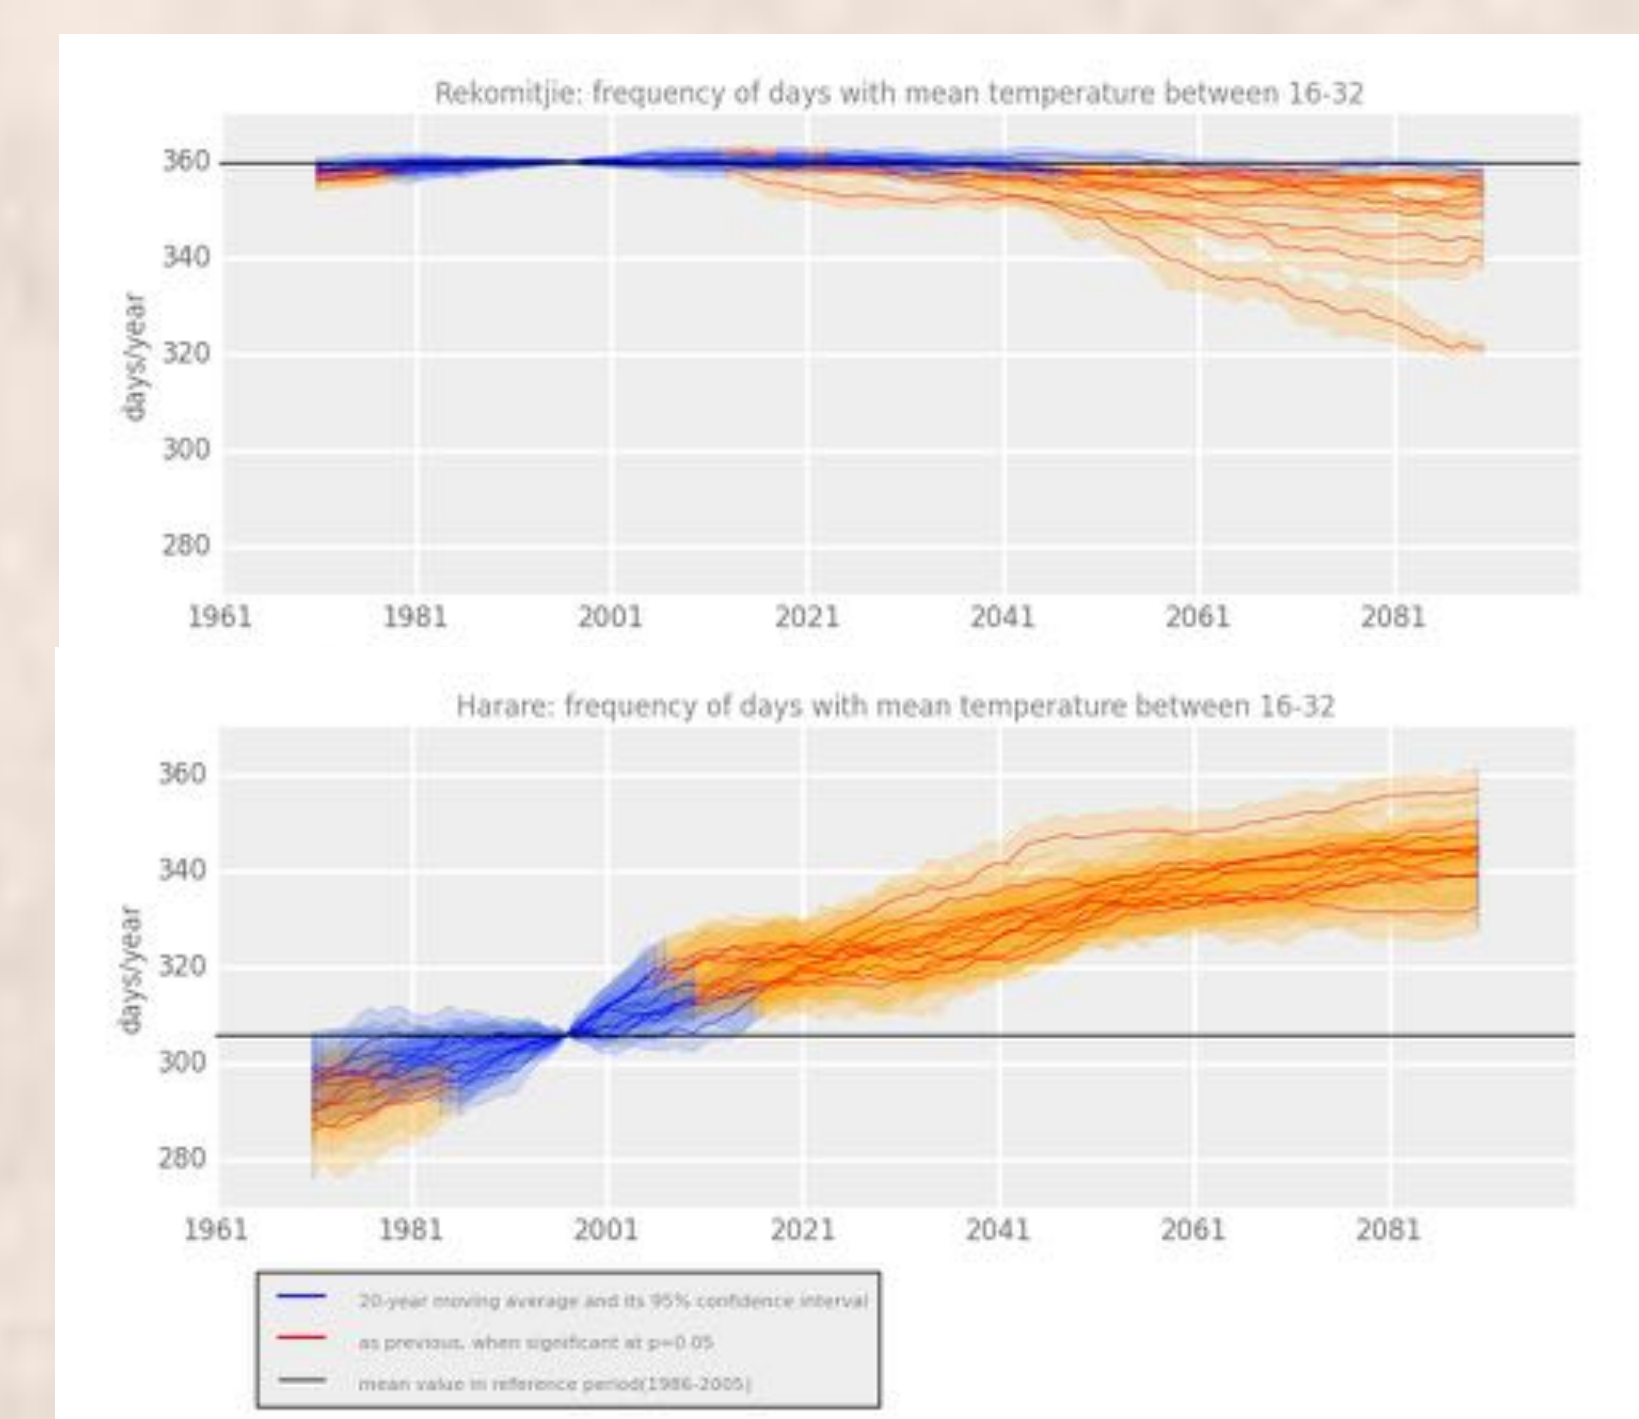 Rekomitjie: frequency of days with mean temperature between 16-32
360
340
320
300
280
days/year
1961 1981 2001 2021 2041 2061 2081
Harare: frequency of days with mean temperature between 16-32
360
340
320
300
280
days/year
1961 1981 2001 2021 2041 2061 2081
20-year moving average and its 95% confidence interval
as previous, when significant at p=0.05
mean value in reference period(1986-2005)